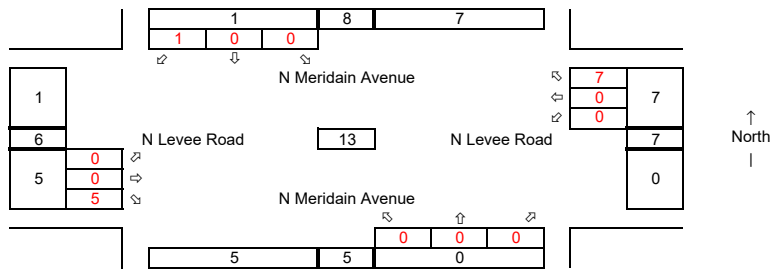 1 8 7
1 0 0
⬃ ⇩ ⬂
N Meridain Avenue
⬁ 7
1 ⇦ 0 7
⬃ 0
↑
6 N Levee Road 13 N Levee Road 7 North
|
0 ⬀
5 0 ⇨ 0
5 ⬂
N Meridain Avenue
⬁ ⇧ ⬀
0 0 0
5 5 0